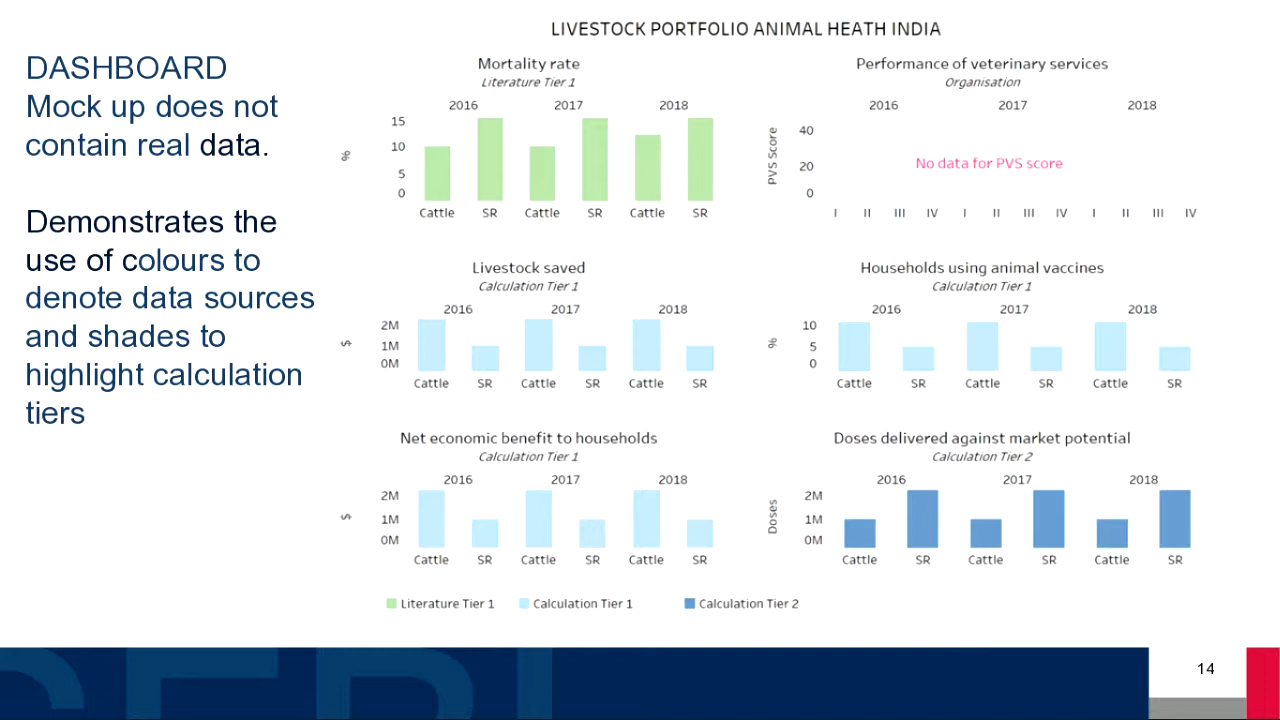 LIVESTOCK PORTFOLIO ANIMAL HEATH INDIA
DASHBOARD
Mock up does not
contain real data.
Demonstrates the
use of colours to
denote data sources
and shades to
highlight calculation
tiers
Mortality rate
Literature Tier 1
2016 2017 2018
%
15
10
5
0
Cattle SR Cattle SR Cattle SR
Performance of veterinary services
Organisation
2016 2017 2018
PVS Score
40
20
0
No data for PVS score
I II III IV I II III IV I II III IV
Livestock saved
Calculation Tier 1
2016 2017 2018
$
2M
1M
0M
Cattle SR Cattle SR Cattle SR
Households using animal vaccines
Calculation Tier 1
2016 2017 2018
%
10
5
0
Cattle SR Cattle SR Cattle SR
Net economic benefit to households
Calculation Tier 1
2016 2017 2018
$
2M
1M
0M
Cattle SR Cattle SR Cattle SR
Doses delivered against market potential
Calculation Tier 2
2016 2017 2018
Doses
2M
1M
0M
Cattle SR Cattle SR Cattle SR
Literature Tier 1 Calculation Tier 1 Calculation Tier 2
14